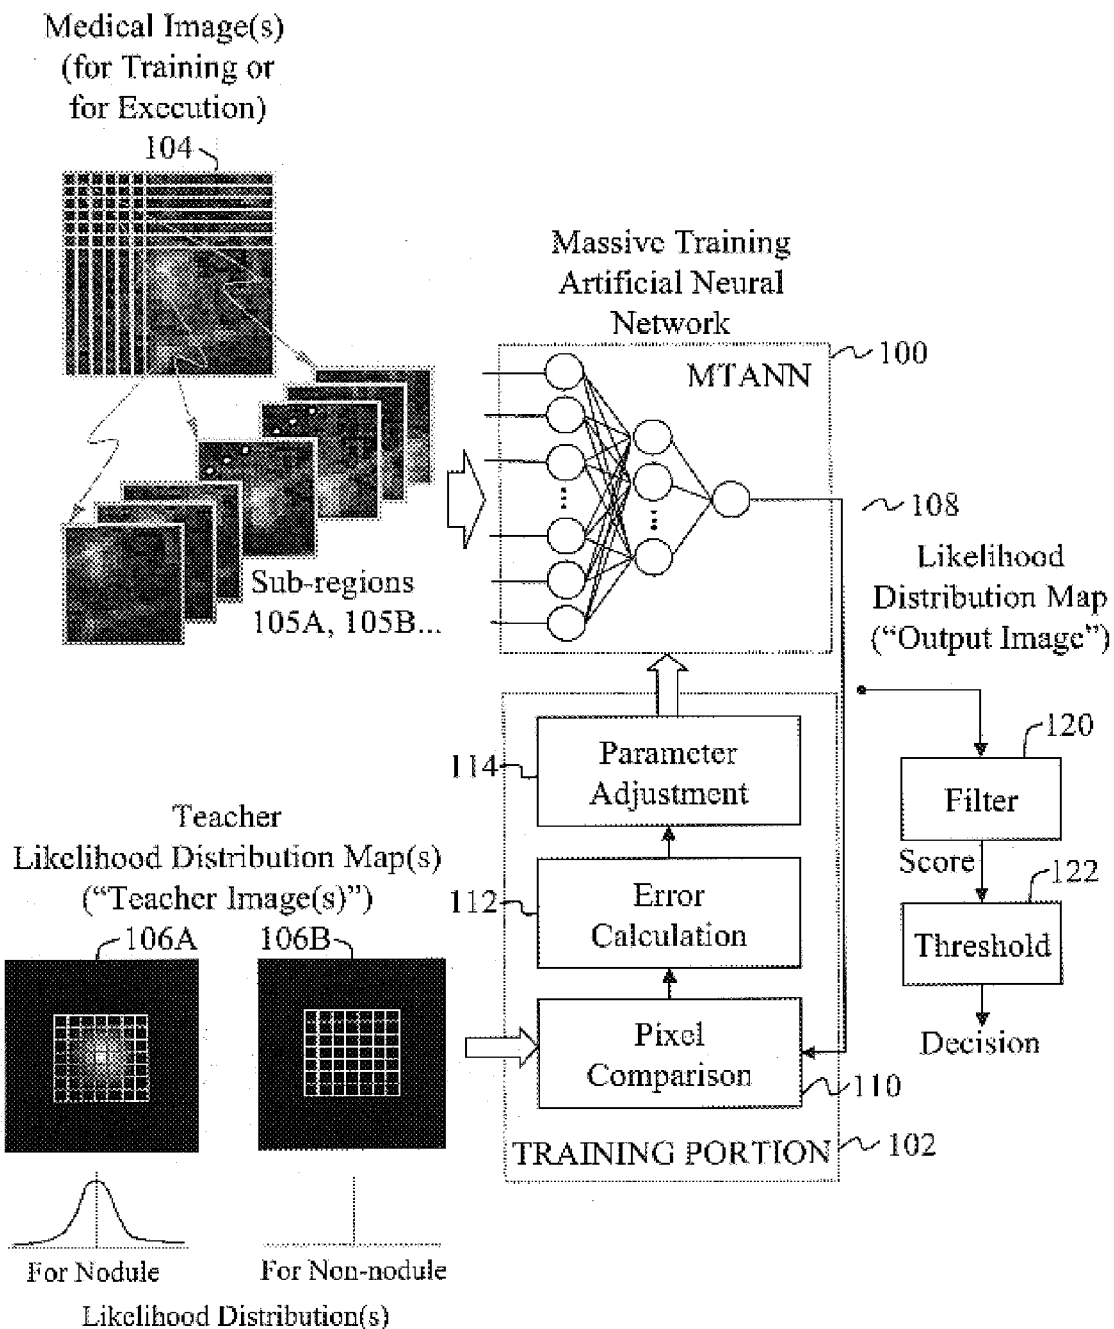 Medical Image(s)
(for Training or
for Execution)
104
Massive Training
Artificial Neural
Network
100
MTANN
108
Likelihood
Distribution Map
("Output Image")
Sub-regions
105A, 105B...
114
Parameter
Adjustment
120
Filter
Score
122
Threshold
Decision
Teacher
Likelihood Distribution Map(s)
("Teacher Image(s)")
106A
106B
112
Error
Calculation
Pixel
Comparison
110
TRAINING PORTION
102
For Nodule
For Non-nodule
Likelihood Distribution(s)